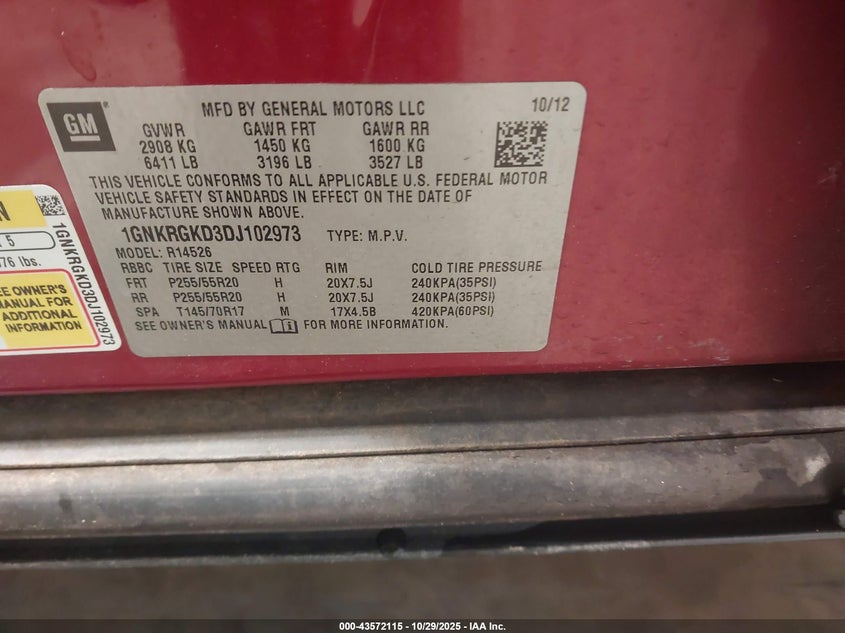 GM
MFD BY GENERAL MOTORS LLC 10/12
GVWR GAWR FRT GAWR RR
2908 KG 1450 KG 1600 KG
6411 LB 3196 LB 3527 LB
THIS VEHICLE CONFORMS TO ALL APPLICABLE U.S. FEDERAL MOTOR
VEHICLE SAFETY STANDARDS IN EFFECT ON THE DATE OF
MANUFACTURE SHOWN ABOVE.
1GNKRGKD3DJ102973 TYPE: M.P.V.
MODEL: R14526
RBBC TIRE SIZE SPEED RTG RIM COLD TIRE PRESSURE
FRT P255/55R20 H 20X7.5J 240KPA(35PSI)
RR P255/55R20 H 20X7.5J 240KPA(35PSI)
SPA T145/70R17 M 17X4.5B 420KPA(60PSI)
SEE OWNER'S MANUAL FOR MORE INFORMATION.
5
lbs.
OWNER'S
MANUAL FOR
ADDITIONAL
INFORMATION
1GNKRGKD3DJ102973
000-43572115 | 10/29/2025 | IAA Inc.